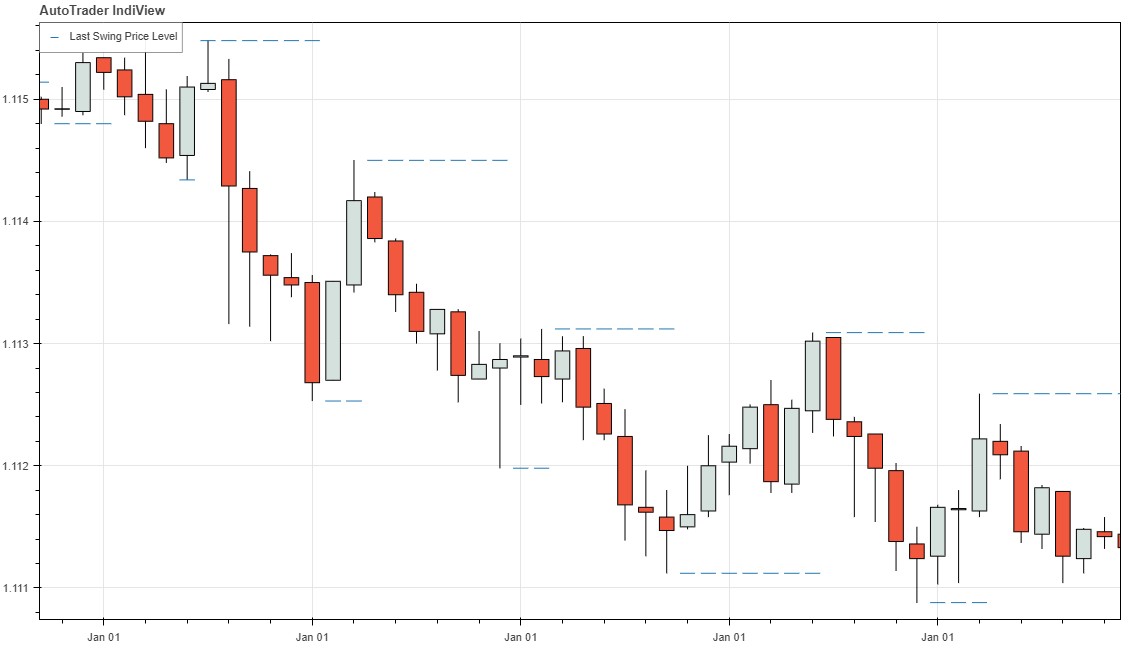 AutoTrader IndiView
Last Swing Price Level
1.115
1.114
1.113
1.112
1.111
Jan 01 Jan 01 Jan 01 Jan 01 Jan 01